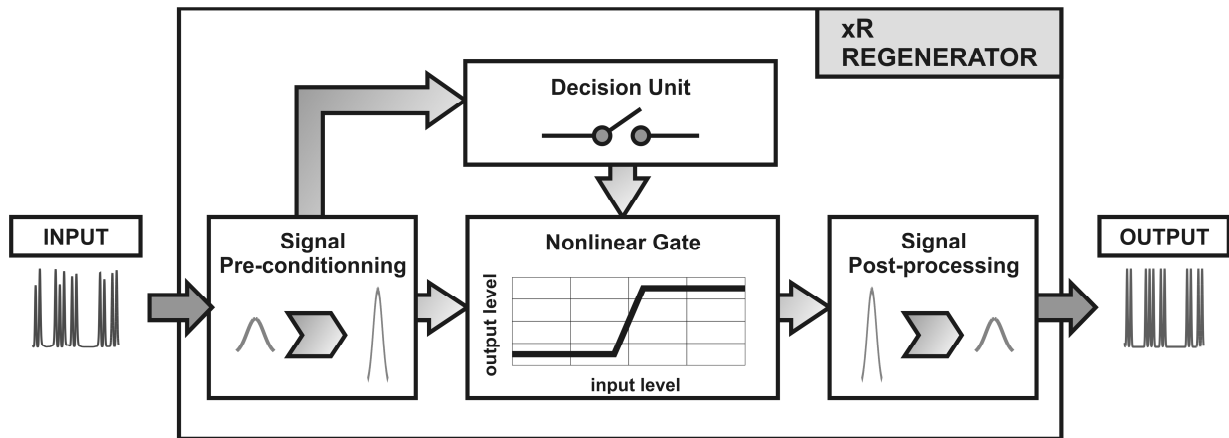 xR
REGENERATOR
Decision Unit
INPUT
Signal
Pre-conditionning
Nonlinear Gate
output level
input level
Signal
Post-processing
OUTPUT